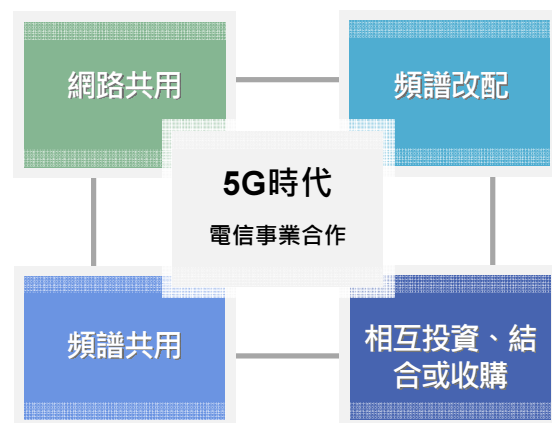 網路共用
頻譜改配
5G時代
電信事業合作
頻譜共用
相互投資、結
合或收購